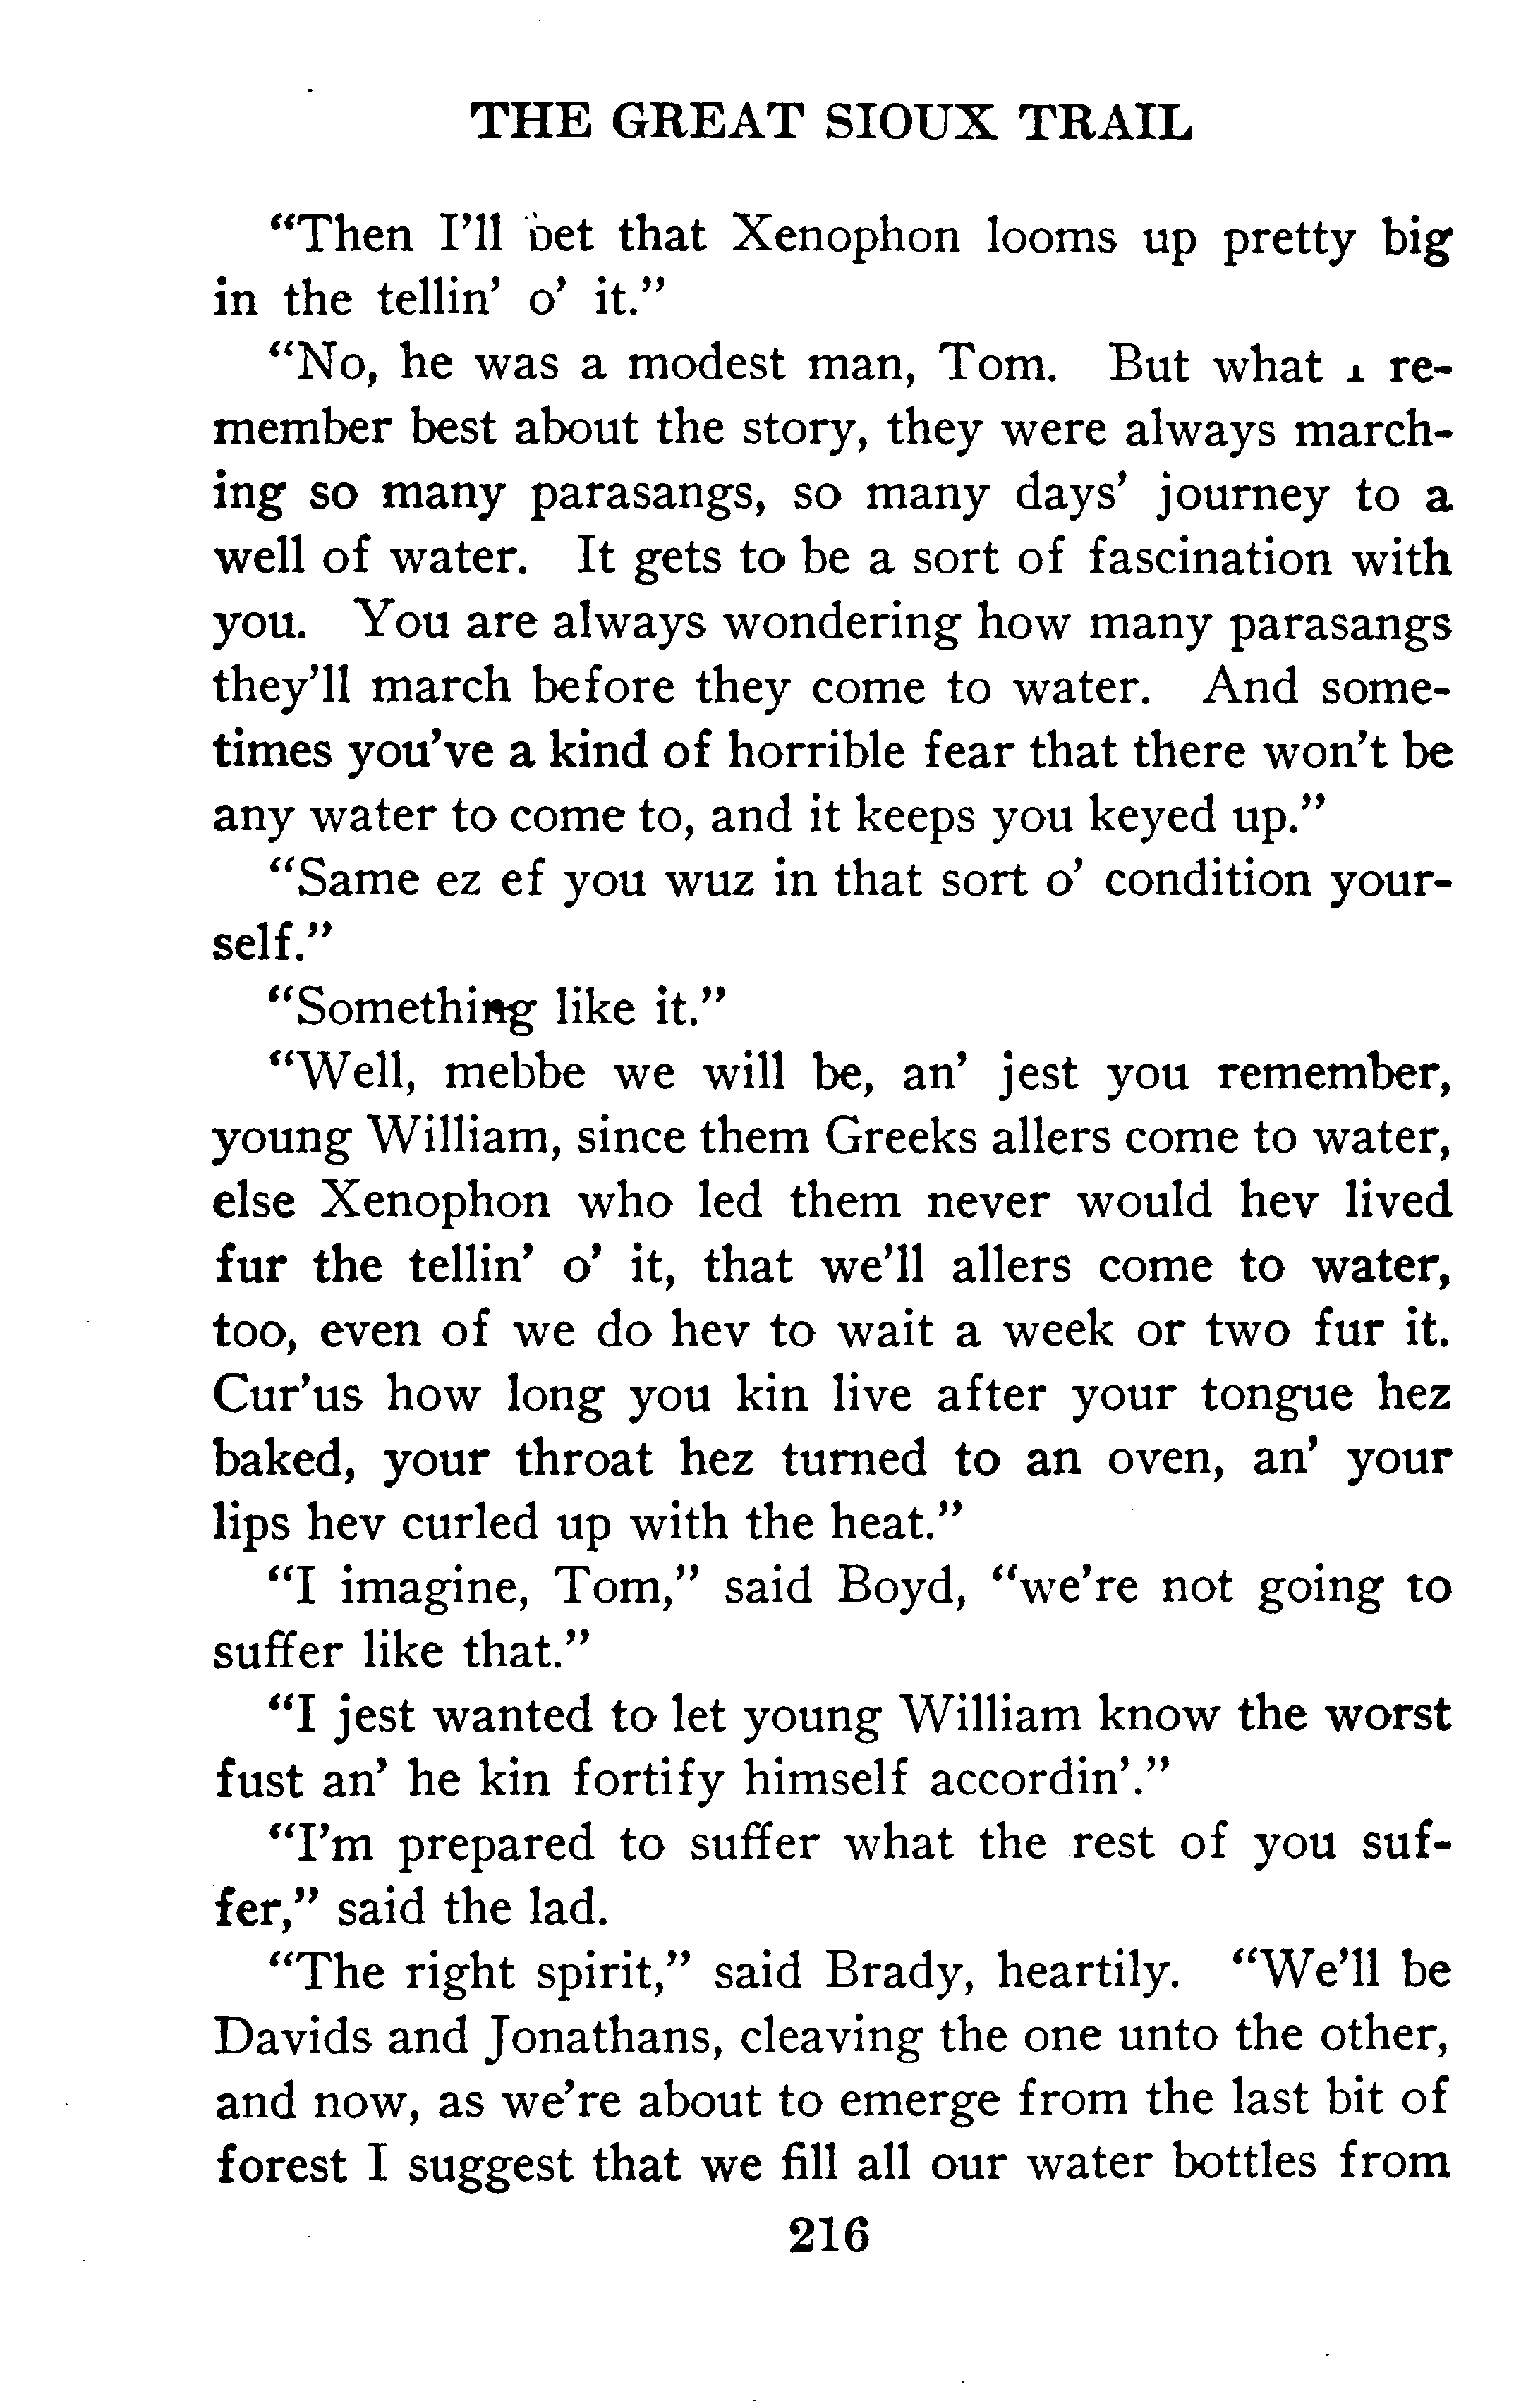 THE GREAT SIOUX TRAIL
“Then I’ll bet that Xenophon looms up pretty big
in the tellin’ o’ it.”
“No, he was a modest man, Tom. But what I re-
member best about the story, they were always march-
ing so many parasangs, so many days’ journey to a
well of water. It gets to be a sort of fascination with
you. You are always wondering how many parasangs
they’ll march before they come to water. And some-
times you’ve a kind of horrible fear that there won’t be
any water to come to, and it keeps you keyed up.”
“Same ez ef you wuz in that sort o’ condition your-
self.”
“Something like it.”
“Well, mebbe we will be, an’ jest you remember,
young William, since them Greeks allers come to water,
else Xenophon who led them never would hev lived
fur the tellin’ o’ it, that we’ll allers come to water,
too, even of we do hev to wait a week or two fur it.
Cur’us how long you kin live after your tongue hez
baked, your throat hez turned to an oven, an’ your
lips hev curled up with the heat.”
“I imagine, Tom,” said Boyd, “we’re not going to
suffer like that.”
“I jest wanted to let young William know the worst
fust an’ he kin fortify himself accordin’.”
“I’m prepared to suffer what the rest of you suf-
fer,” said the lad.
“The right spirit,” said Brady, heartily. “We’ll be
Davids and Jonathans, cleaving the one unto the other,
and now, as we’re about to emerge from the last bit of
forest I suggest that we fill all our water bottles from
216